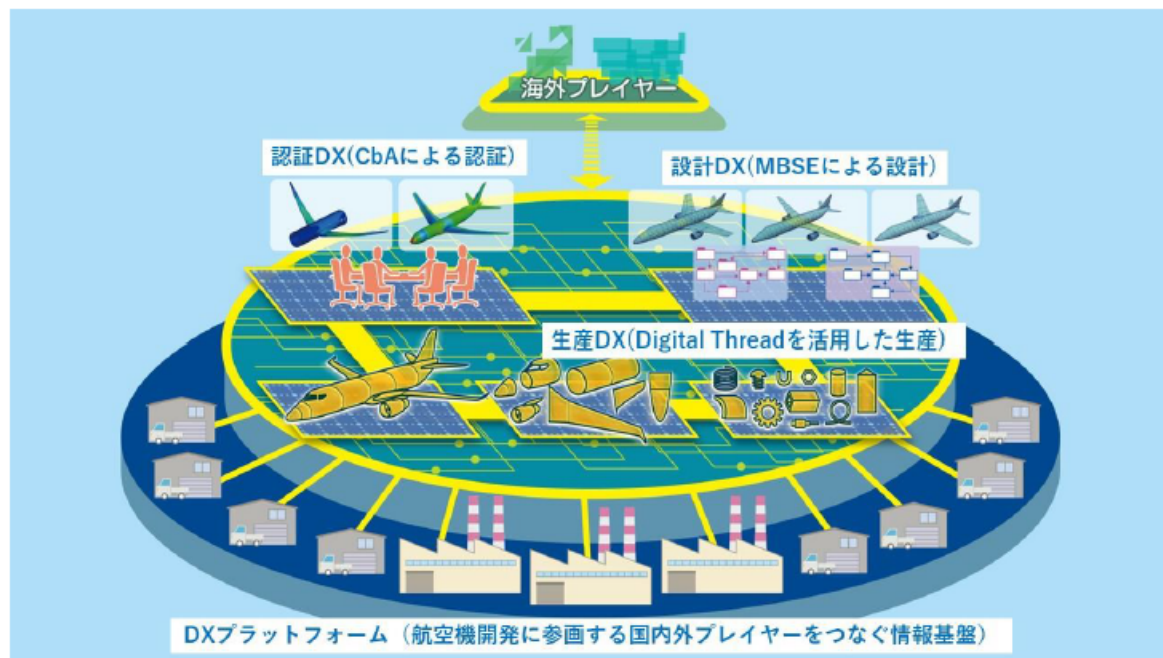 海外プレイヤー
認証DX(CbAによる認証)
設計DX(MBSEによる設計)
生産DX(Digital Threadを活用した生産)
DXプラットフォーム（航空機開発に参画する国内外プレイヤーをつなぐ情報基盤）